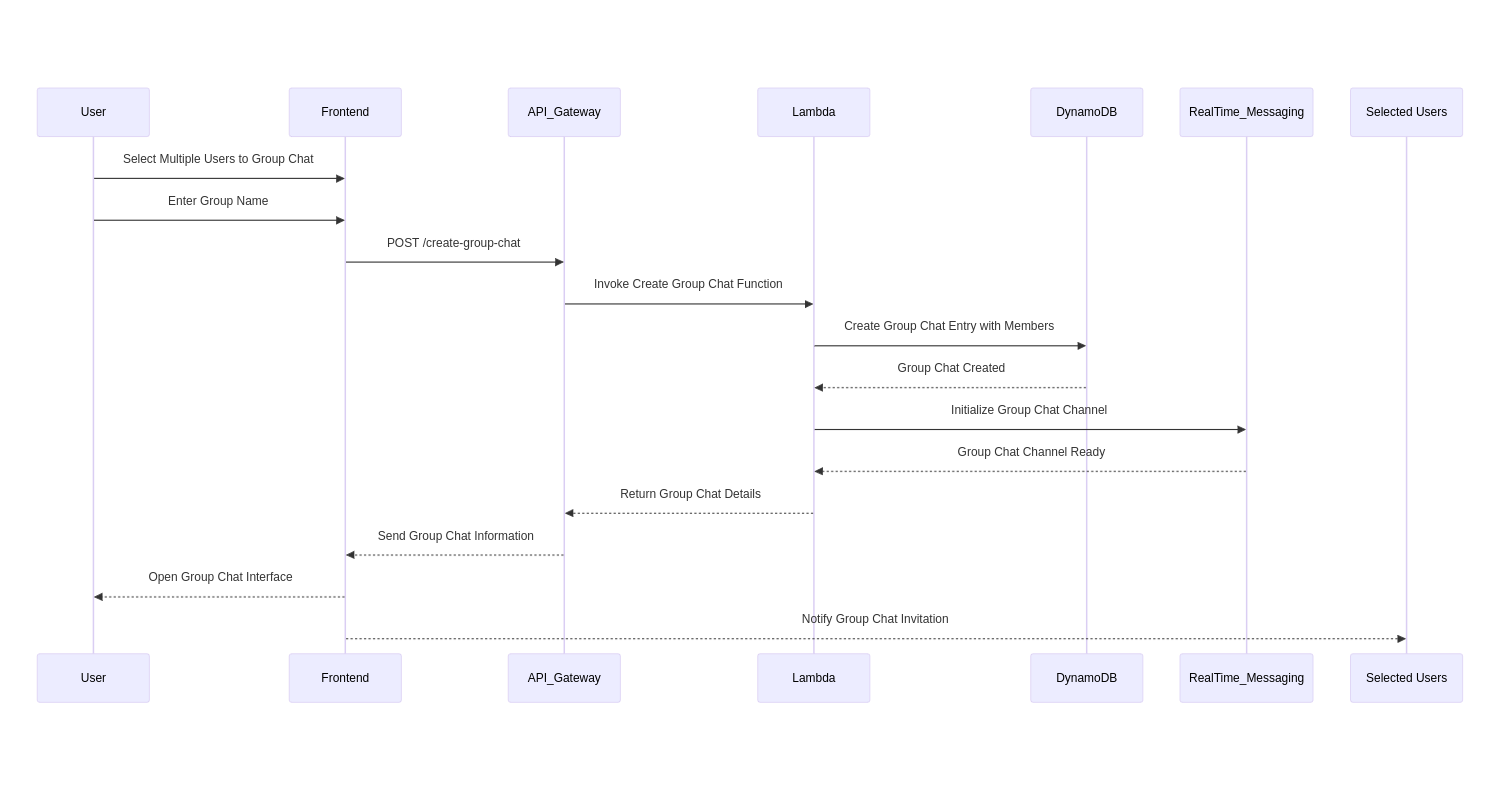 User
Frontend
API_Gateway
Lambda
DynamoDB
RealTime_Messaging
Selected Users
Select Multiple Users to Group Chat
Enter Group Name
POST /create-group-chat
Invoke Create Group Chat Function
Create Group Chat Entry with Members
Group Chat Created
Initialize Group Chat Channel
Group Chat Channel Ready
Return Group Chat Details
Send Group Chat Information
Open Group Chat Interface
Notify Group Chat Invitation
User
Frontend
API_Gateway
Lambda
DynamoDB
RealTime_Messaging
Selected Users